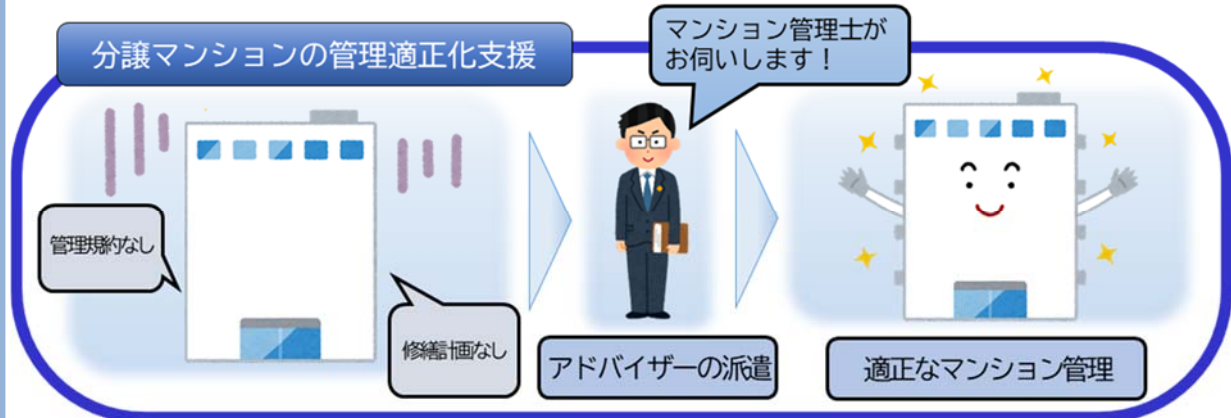 分譲マンションの管理適正化支援
マンション管理士が
お伺いします！
管理規約なし
修繕計画なし
アドバイザーの派遣
適正なマンション管理